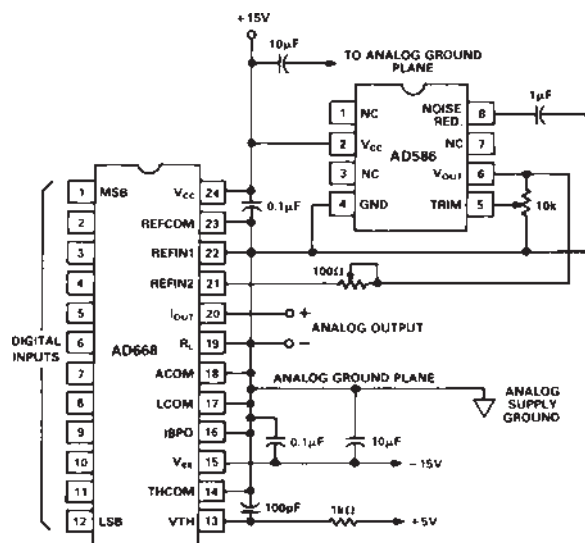 +15V
10µF
TO ANALOG GROUND
PLANE
1 NC
NOISE
RED. 8
1µF
2 VCC
AD586
NC 7
3 NC
VOUT 6
4 GND
TRIM 5
10k
1 MSB
VCC 24
0.1µF
2
REFCOM 23
3
REFIN1 22
4
REFIN2 21
100Ω
5
IOUT 20
+
ANALOG OUTPUT
DIGITAL
INPUTS
6
AD668
RL 19
–
7
ACOM 18
ANALOG GROUND PLANE
8
LCOM 17
ANALOG
SUPPLY
GROUND
9
IBPO 16
0.1µF
10µF
10
VEE 15
–15V
11
THCOM 14
100pF
1kΩ
12 LSB
VTH 13
+5V